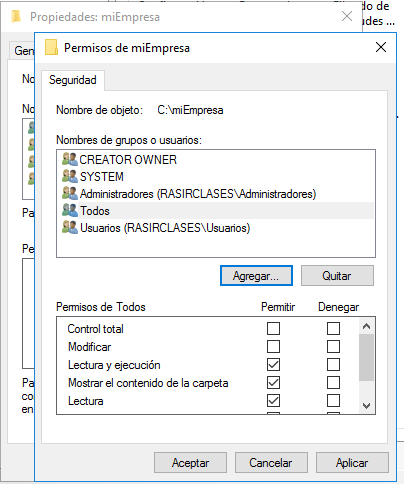 Propiedades: miEmpresa
de
udes ...
Gen
Permisos de miEmpresa
Seguridad
Nombre de objeto: C:\miEmpresa
No
No
Nombres de grupos o usuarios:
CREATOR OWNER
SYSTEM
Administradores (RASIRCLASES\Administradores)
Todos
Usuarios (RASIRCLASES\Usuarios)
Pa
Agregar...
Quitar
Pe
Permisos de Todos Permitir Denegar
Control total
Modificar
Lectura y ejecución
Mostrar el contenido de la carpeta
Lectura
Pa
co
en
Aceptar
Cancelar
Aplicar